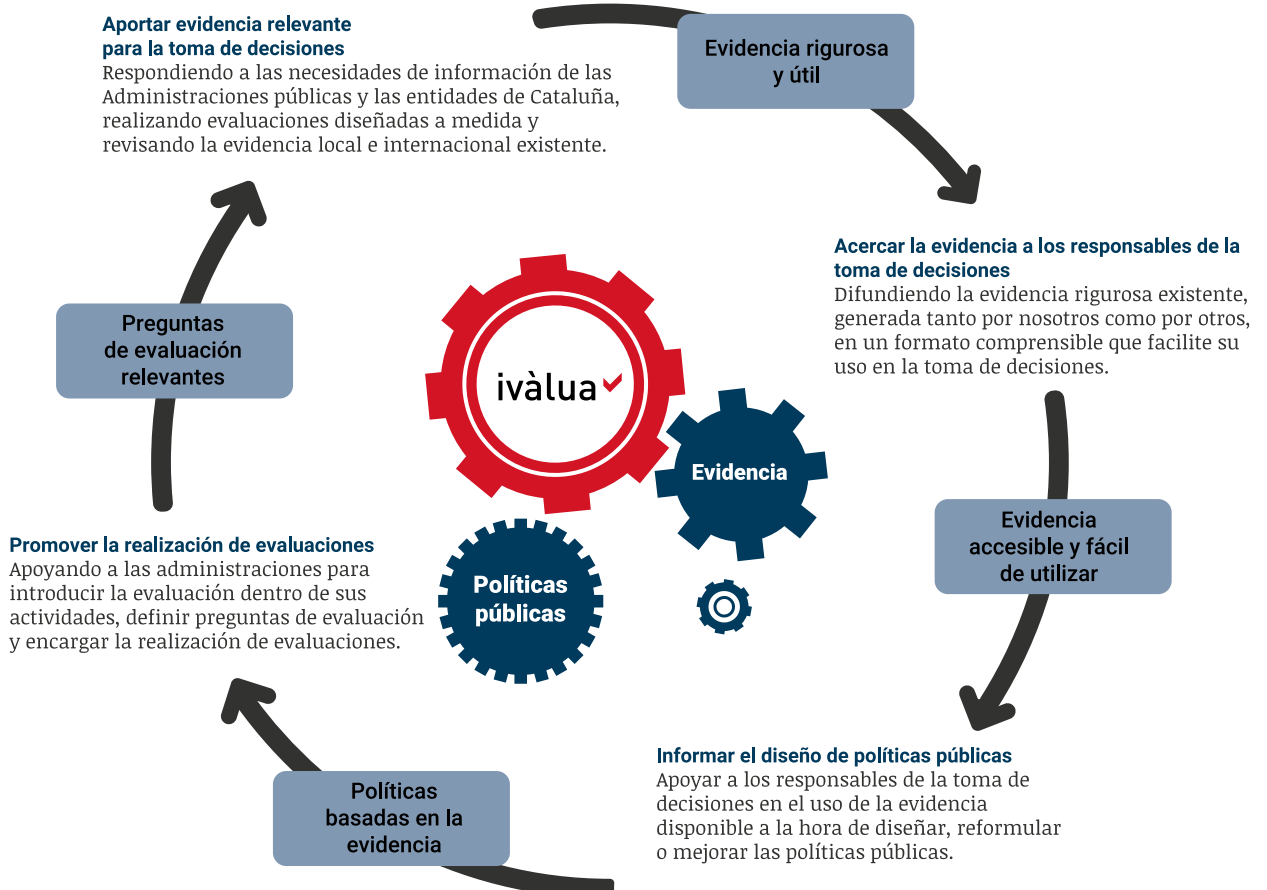 Aportar evidencia relevante
para la toma de decisiones
Respondiendo a las necesidades de información de las
Administraciones públicas y las entidades de Cataluña,
realizando evaluaciones diseñadas a medida y
revisando la evidencia local e internacional existente.
Evidencia rigurosa
y útil
Acercar la evidencia a los responsables de la
toma de decisiones
Difundiendo la evidencia rigurosa existente,
generada tanto por nosotros como por otros,
en un formato comprensible que facilite su
uso en la toma de decisiones.
Evidencia
accesible y fácil
de utilizar
Informar el diseño de políticas públicas
Apoyar a los responsables de la toma de
decisiones en el uso de la evidencia
disponible a la hora de diseñar, reformular
o mejorar las políticas públicas.
Políticas
basadas en la
evidencia
Promover la realización de evaluaciones
Apoyando a las administraciones para
introducir la evaluación dentro de sus
actividades, definir preguntas de evaluación
y encargar la realización de evaluaciones.
Preguntas
de evaluación
relevantes
ivàlua
Evidencia
Políticas
públicas